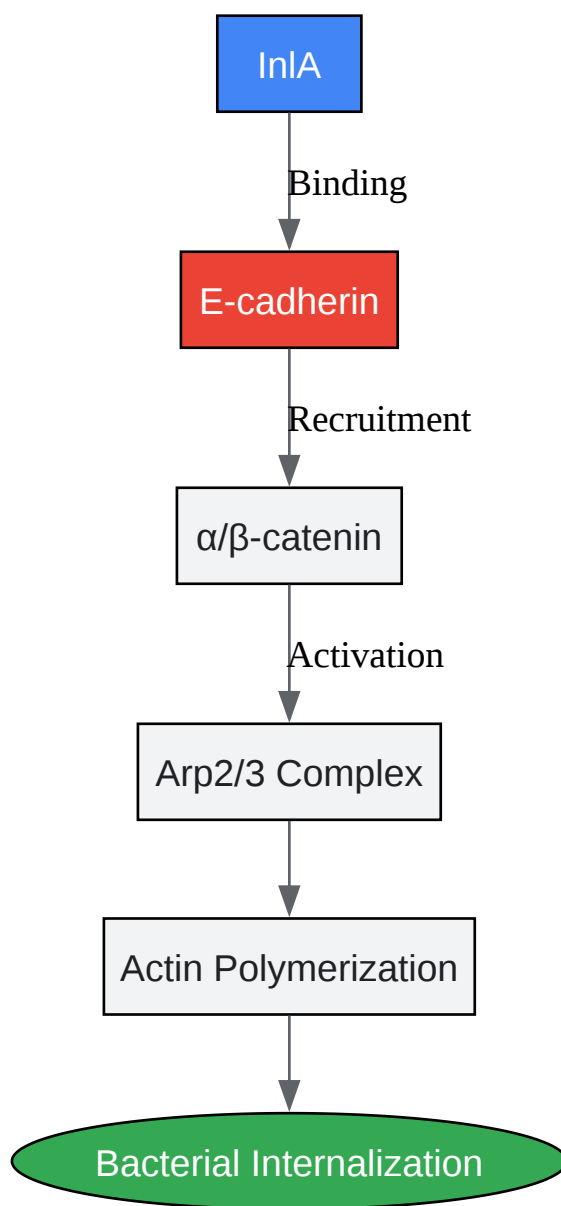 InlA
Binding
E-cadherin
Recruitment
α/β-catenin
Activation
Arp2/3 Complex
Actin Polymerization
Bacterial Internalization